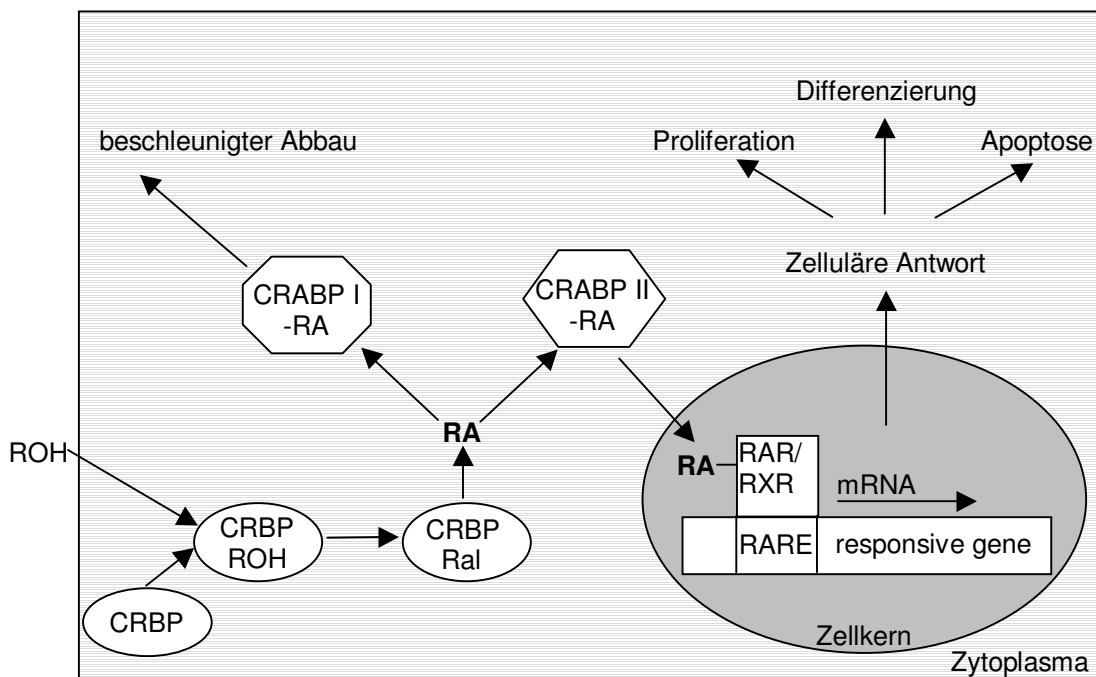 Differenzierung
beschleunigter Abbau
Proliferation
Apoptose
Zelluläre Antwort
CRABP I
-RA
CRABP II
-RA
RA
ROH
RA
RAR/
RXR
mRNA
CRBP
ROH
CRBP
Ral
RARE
responsive gene
CRBP
Zellkern
Zytoplasma